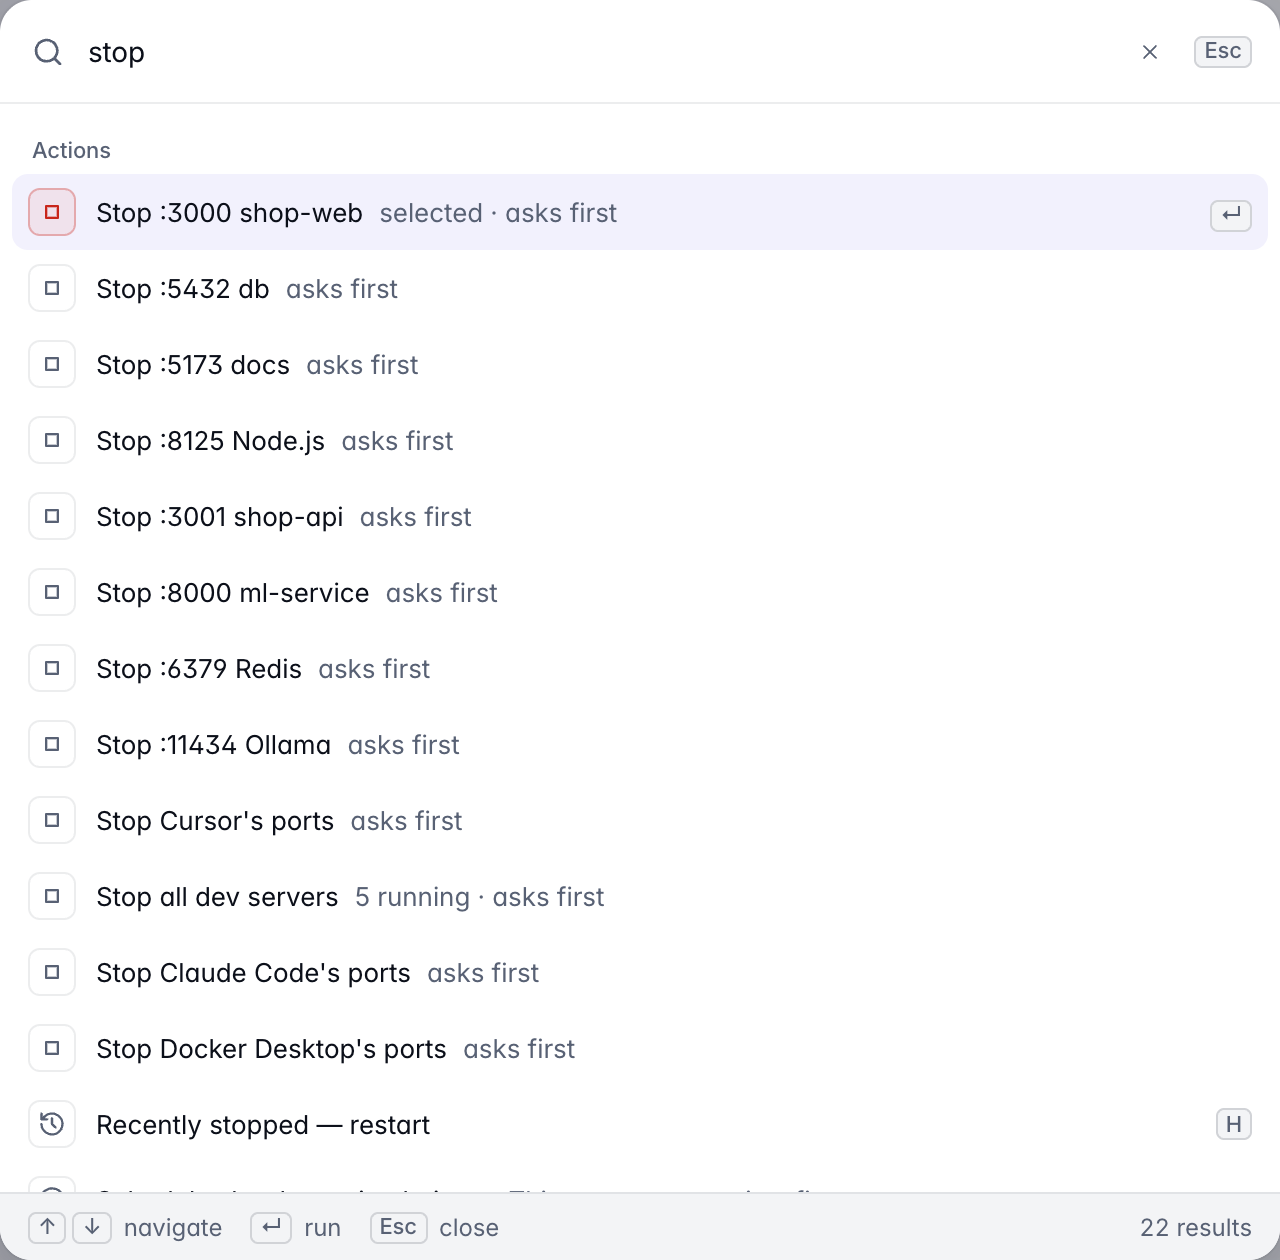 stop
Esc
Actions
Stop :3000 shop-web selected · asks first
Stop :5432 db asks first
Stop :5173 docs asks first
Stop :8125 Node.js asks first
Stop :3001 shop-api asks first
Stop :8000 ml-service asks first
Stop :6379 Redis asks first
Stop :11434 Ollama asks first
Stop Cursor's ports asks first
Stop all dev servers 5 running · asks first
Stop Claude Code's ports asks first
Stop Docker Desktop's ports asks first
Recently stopped — restart H
↑ ↓ navigate ↵ run Esc close 22 results